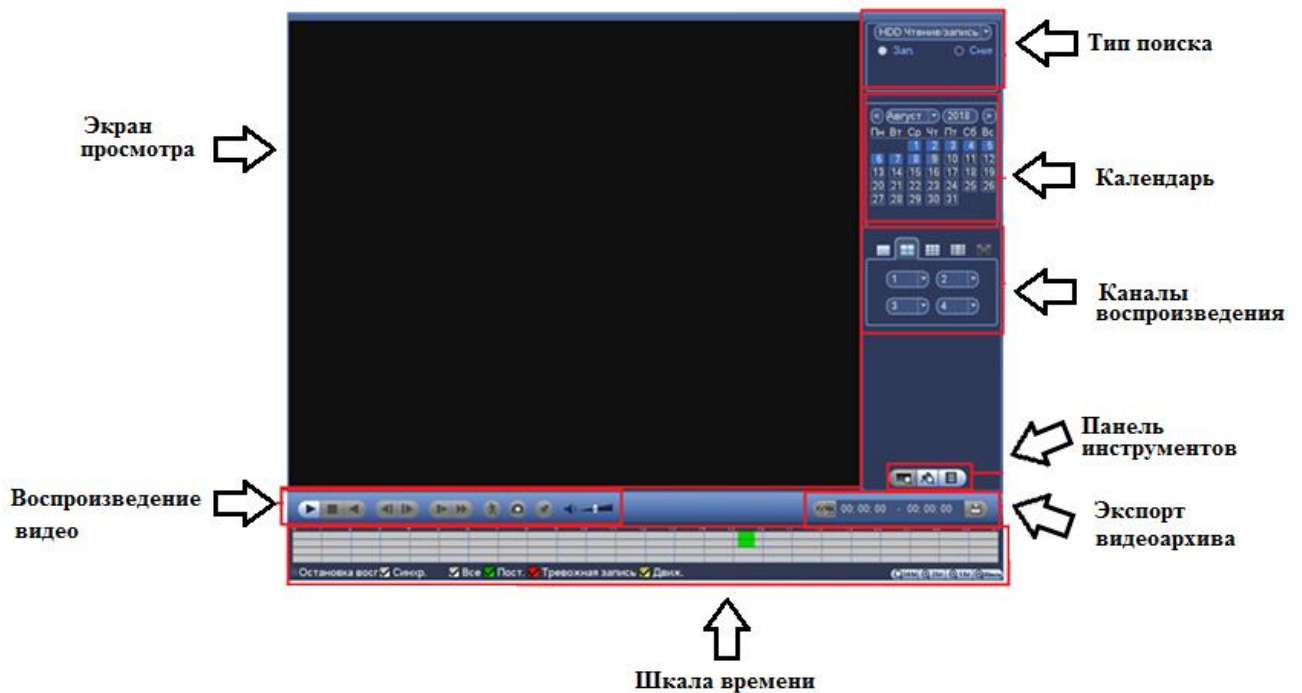 HDD Чтение/запись
Зап.
Тип поиска
Экран
просмотра
Август 2018
Пн Вт Ср Чт Пт Сб Вс
1 2 3 4 5
6 7 8 9 10 11 12
13 14 15 16 17 18 19
20 21 22 23 24 25 26
27 28 29 30 31
Календарь
1 2
3 4
Каналы
воспроизведения
Панель
инструментов
Воспроизведение
видео
00: 00: 00 - 00: 00: 00
Экспорт
видеоархива
Остановка восп Синхр. Все Пост. Тревожная запись Движ.
Шкала времени